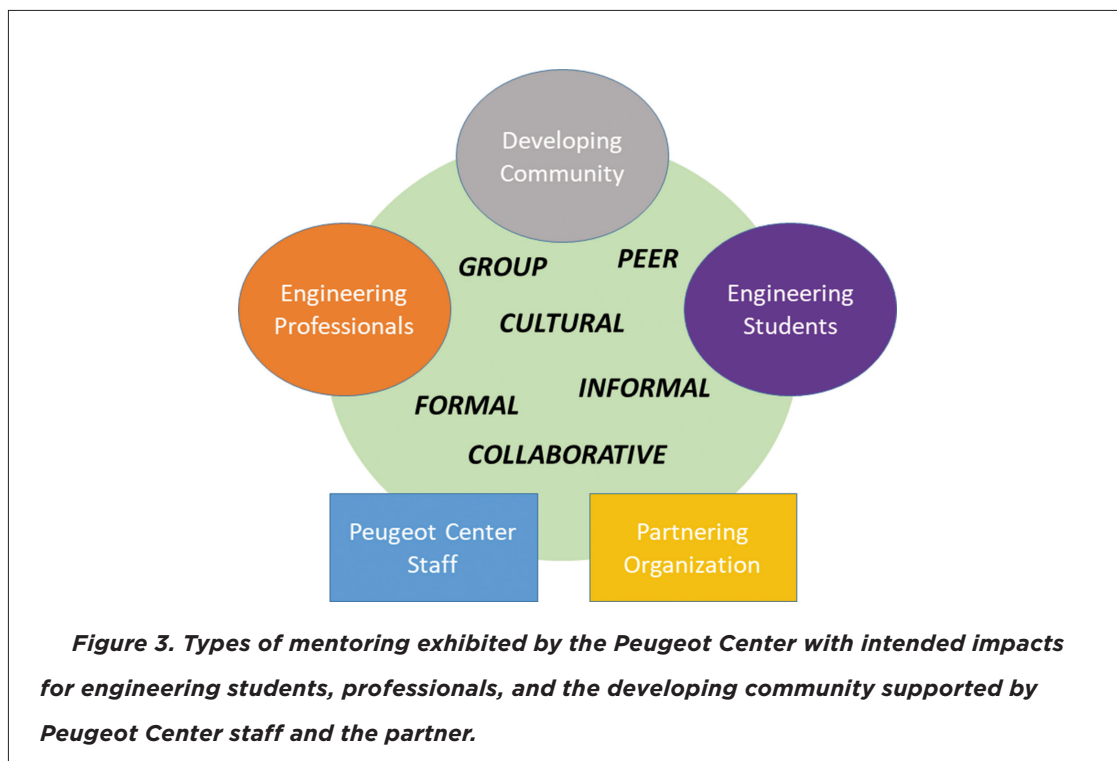 Developing
Community
GROUP
PEER
Engineering
Professionals
Engineering
Students
CULTURAL
INFORMAL
FORMAL
COLLABORATIVE
Peugeot Center
Staff
Partnering
Organization
Figure 3. Types of mentoring exhibited by the Peugeot Center with intended impacts
for engineering students, professionals, and the developing community supported by
Peugeot Center staff and the partner.